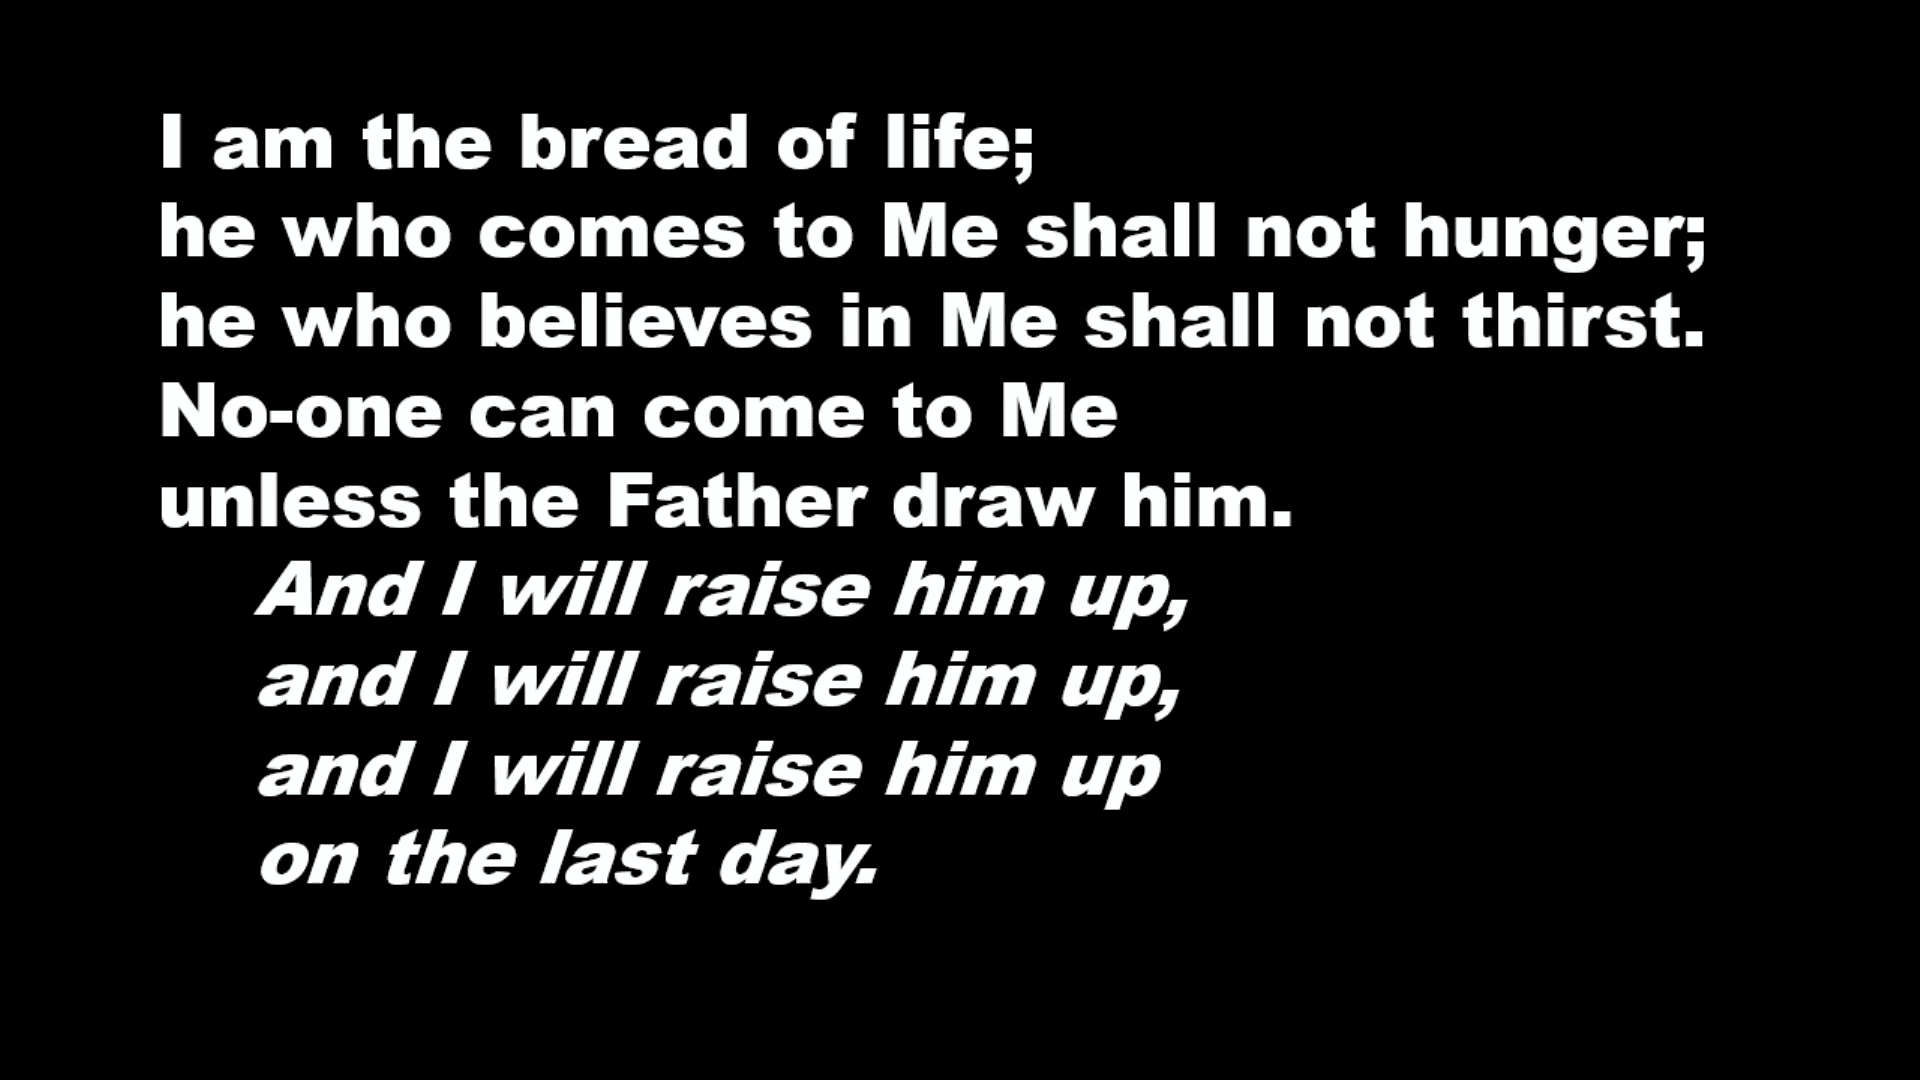 I am the bread of life;
he who comes to Me shall not hunger;
he who believes in Me shall not thirst.
No-one can come to Me
unless the Father draw him.
And I will raise him up,
and I will raise him up,
and I will raise him up
on the last day.